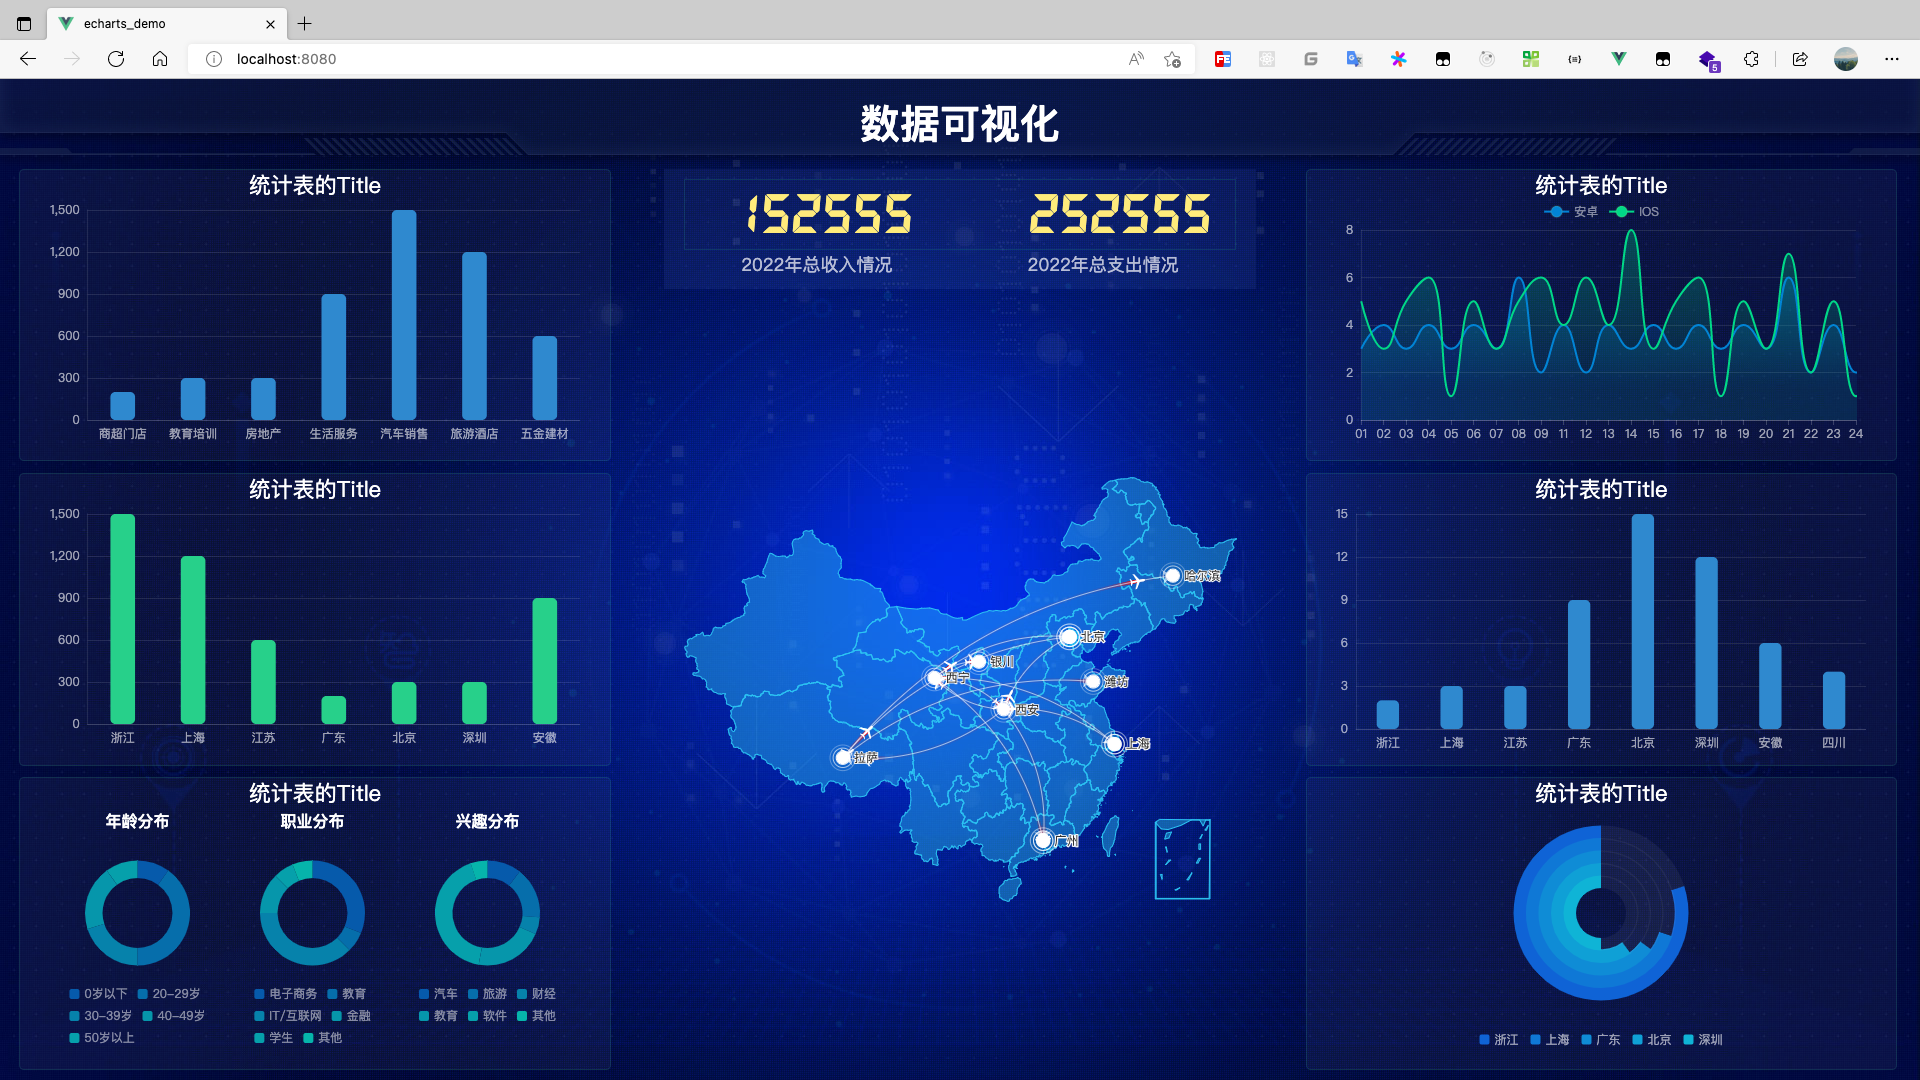 echarts_demo
localhost:8080
5
数据可视化
统计表的Title
1,500
1,200
900
600
300
0
商超门店 教育培训 房地产 生活服务 汽车销售 旅游酒店 五金建材
统计表的Title
1,500
1,200
900
600
300
0
浙江 上海 江苏 广东 北京 深圳 安徽
统计表的Title
年龄分布 职业分布 兴趣分布
0岁以下 20-29岁
30-39岁 40-49岁
50岁以上
电子商务 教育
IT/互联网 金融
学生 其他
汽车 旅游 财经
教育 软件 其他
152555 252555
2022年总收入情况 2022年总支出情况
哈尔滨
北京
银川
西宁
潍坊
西安
上海
拉萨
广州
统计表的Title
安卓 IOS
8
6
4
2
0
01 02 03 04 05 06 07 08 09 11 12 13 14 15 16 17 18 19 20 21 22 23 24
统计表的Title
15
12
9
6
3
0
浙江 上海 江苏 广东 北京 深圳 安徽 四川
统计表的Title
浙江 上海 广东 北京 深圳